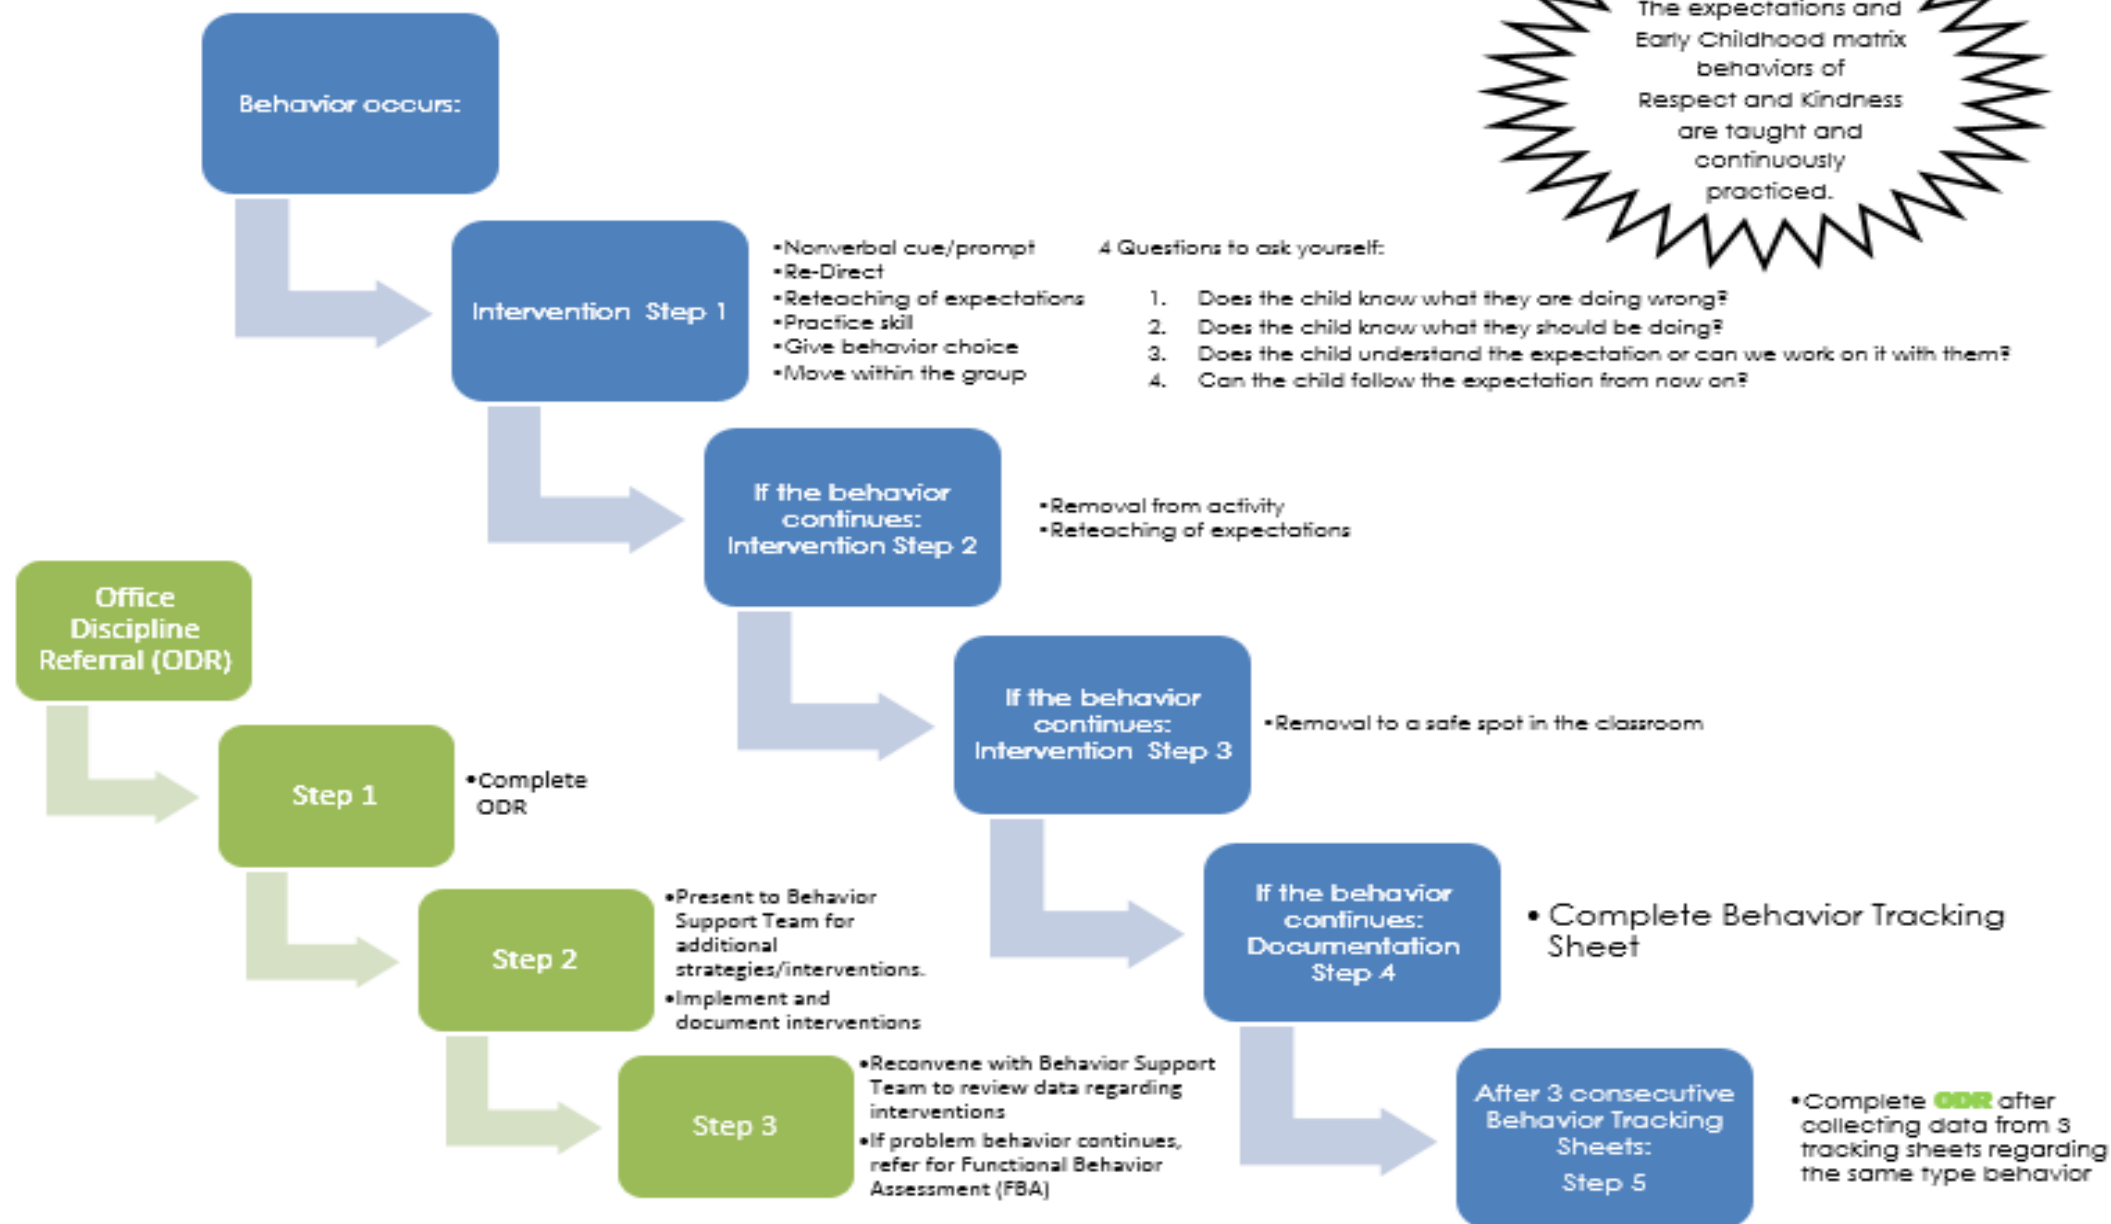 The expectations and
Early Childhood matrix
behaviors of
Respect and Kindness
are taught and
continuously
practiced.
Behavior occurs:
Intervention Step 1
•Nonverbal cue/prompt
•Re-Direct
•Reteaching of expectations
•Practice skill
•Give behavior choice
•Move within the group
4 Questions to ask yourself:
1. Does the child know what they are doing wrong?
2. Does the child know what they should be doing?
3. Does the child understand the expectation or can we work on it with them?
4. Can the child follow the expectation from now on?
If the behavior
continues:
Intervention Step 2
•Removal from activity
•Reteaching of expectations
If the behavior
continues:
Intervention Step 3
•Removal to a safe spot in the classroom
If the behavior
continues:
Documentation
Step 4
• Complete Behavior Tracking
Sheet
After 3 consecutive
Behavior Tracking
Sheets:
Step 5
•Complete ODR after
collecting data from 3
tracking sheets regarding
the same type behavior
Office
Discipline
Referral (ODR)
Step 1
•Complete
ODR
Step 2
•Present to Behavior
Support Team for
additional
strategies/interventions.
•Implement and
document interventions
Step 3
•Reconvene with Behavior Support
Team to review data regarding
interventions
•If problem behavior continues,
refer for Functional Behavior
Assessment (FBA)